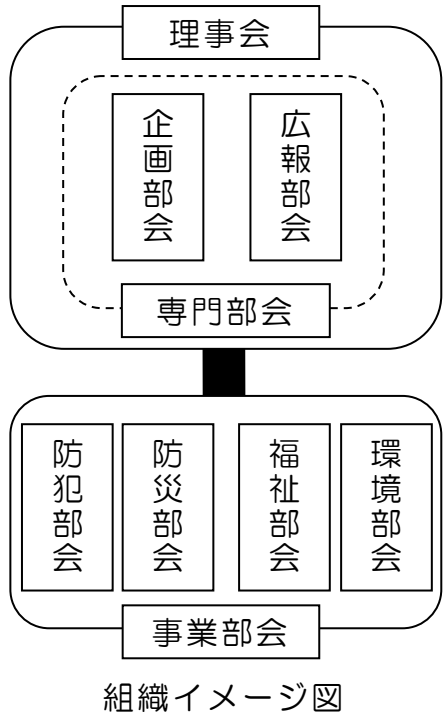 理事会
企画部会
広報部会
専門部会
防犯部会
防災部会
福祉部会
環境部会
事業部会
組織イメージ図